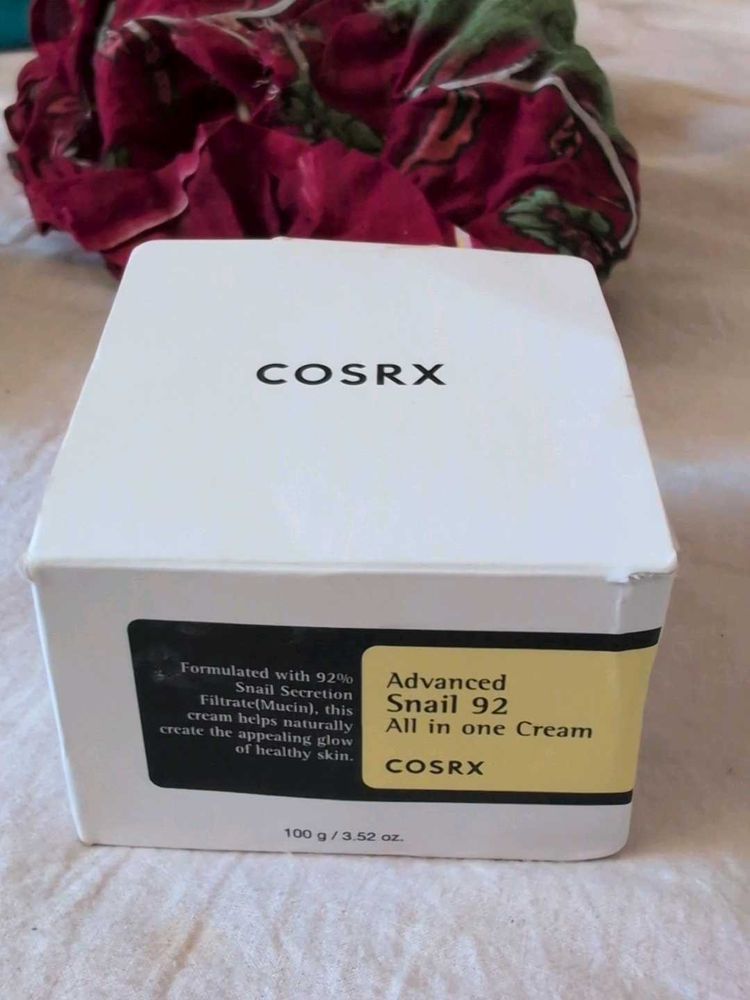 COSRX
Formulated with 92%
Snail Secretion
Filtrate(Mucin), this
cream helps naturally
create the appealing glow
of healthy skin.
Advanced
Snail 92
All in one Cream
COSRX
100 g / 3.52 oz.